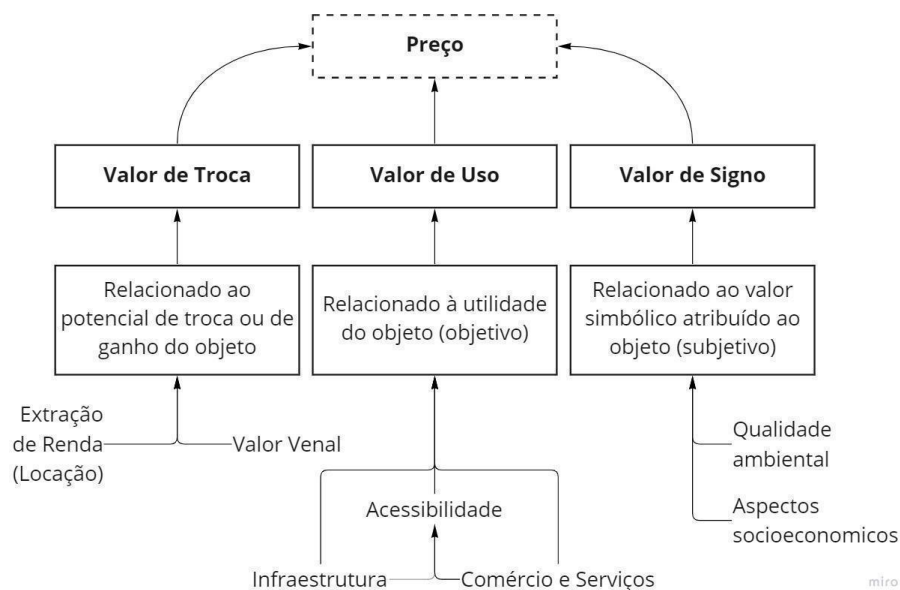 Preço
Valor de Troca
Valor de Uso
Valor de Signo
Relacionado ao
potencial de troca ou de
ganho do objeto
Relacionado à utilidade
do objeto (objetivo)
Relacionado ao valor
simbólico atribuído ao
objeto (subjetivo)
Extração
de Renda
(Locação)
Valor Venal
Qualidade
ambiental
Acessibilidade
Aspectos
socioeconomicos
Infraestrutura
Comércio e Serviços
miro